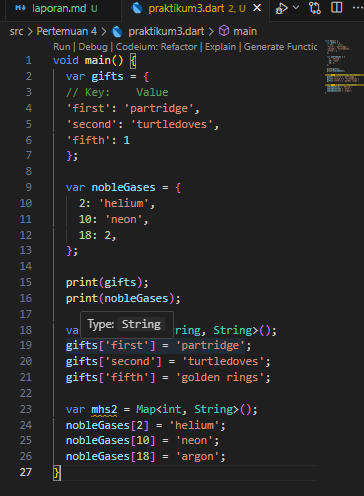 laporan.md U praktikum3.dart 2, U
src > Pertemuan 4 > praktikum3.dart > main
Run | Debug | Codeium: Refactor | Explain | Generate Functio
1 void main() {
2 var gifts = {
3 // Key: Value
4 'first': 'partridge',
5 'second': 'turtledoves',
6 'fifth': 1
7 };
8
9 var nobleGases = {
10 2: 'helium',
11 10: 'neon',
12 18: 2,
13 };
14
15 print(gifts);
16 print(nobleGases);
17
Type: String
18 ring, String>();
19 gifts['first'] = 'partridge';
20 gifts['second'] = 'turtledoves';
21 gifts['fifth'] = 'golden rings';
22
23 var mhs2 = Map<int, String>();
24 nobleGases[2] = 'helium';
25 nobleGases[10] = 'neon';
26 nobleGases[18] = 'argon';
27 }